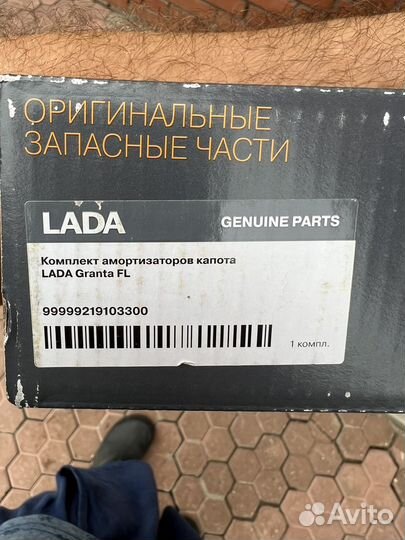 ОРИГИНАЛЬНЫЕ
ЗАПАСНЫЕ ЧАСТИ
LADA
GENUINE PARTS
Комплект амортизаторов капота
LADA Granta FL
99999219103300
1 компл.
Avito